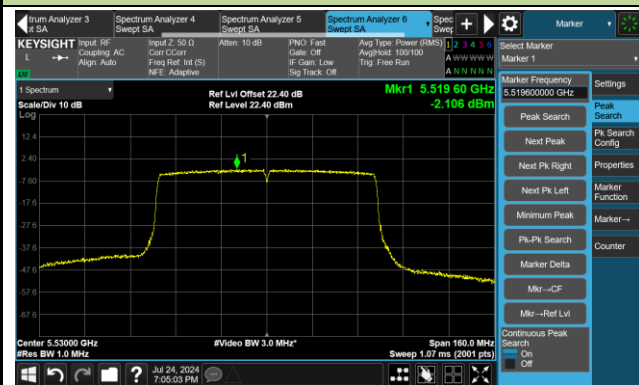 trum Analyzer 3
Spectrum Analyzer 4
Spectrum Analyzer 5
Spectrum Analyzer 6
Spec
Marker
pt SA
Swept SA
Swept SA
Swept SA
Swe
KEYSIGHT
Input: RF
Input Z: 50 Ω
Atten: 10 dB
PNO: Fast
Avg Type: Power (RMS)
1 2 3 4 5 6
Select Marker
L
Coupling: AC
Corr CCorr
Gate: Off
Avg|Hold: 100/100
A W W W W W
Marker 1
Align: Auto
Freq Ref: Int (S)
IF Gain: Low
Trig: Free Run
NFE: Adaptive
Sig Track: Off
A N N N N N
1 Spectrum
Scale/Div 10 dB
Ref Lvl Offset 22.40 dB
Ref Level 22.40 dBm
Mkr1 5.519 60 GHz
-2.106 dBm
Log
12.4
2.40
-7.60
-17.6
-27.6
-37.6
-47.6
-57.6
-67.6
1
Center 5.53000 GHz
#Video BW 3.0 MHz*
Span 160.0 MHz
#Res BW 1.0 MHz
Sweep 1.07 ms (2001 pts)
Marker Frequency
5.519600000 GHz
Peak Search
Next Peak
Next Pk Right
Next Pk Left
Minimum Peak
Pk-Pk Search
Marker Delta
Mkr→CF
Mkr→Ref Lvl
Continuous Peak
Search
On
Off
Settings
Peak
Search
Pk Search
Config
Properties
Marker
Function
Marker→
Counter
?
Jul 24, 2024
7:05:03 PM